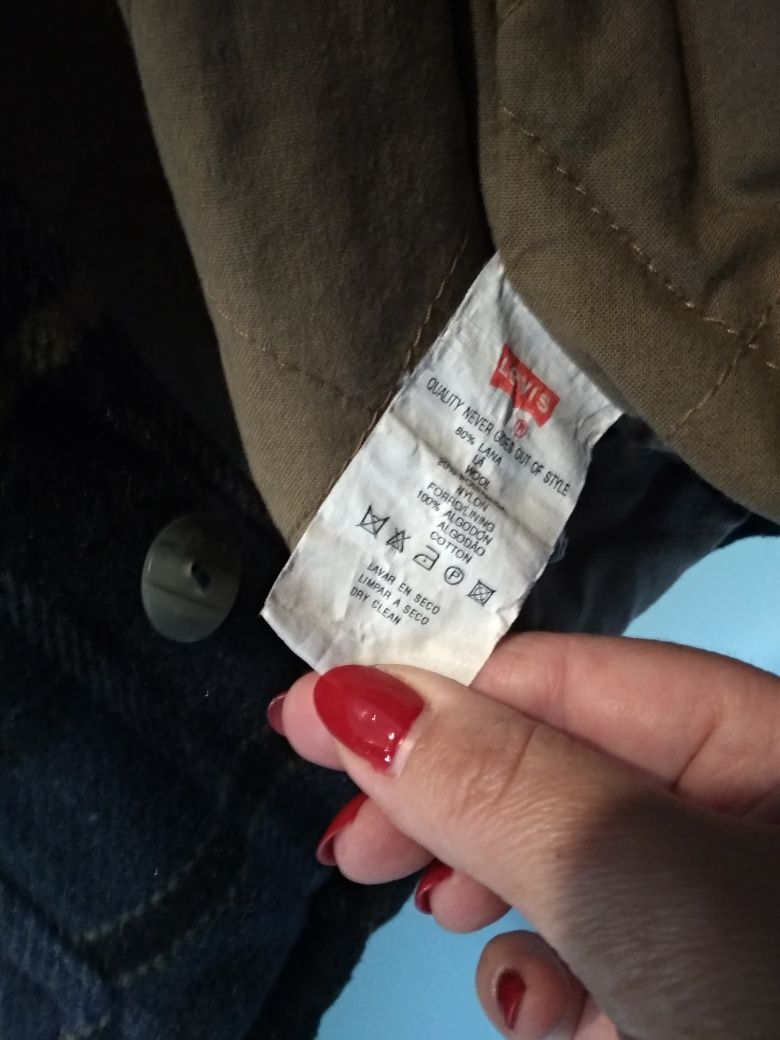 LEVI'S
QUALITY NEVER GOES OUT OF STYLE
80% LANA
LÃ
WOOL
NYLON
FORRO/LINING
100% ALGODÓN
ALGODÃO
COTTON
P
LAVAR EN SECO
LIMPAR A SECO
DRY CLEAN